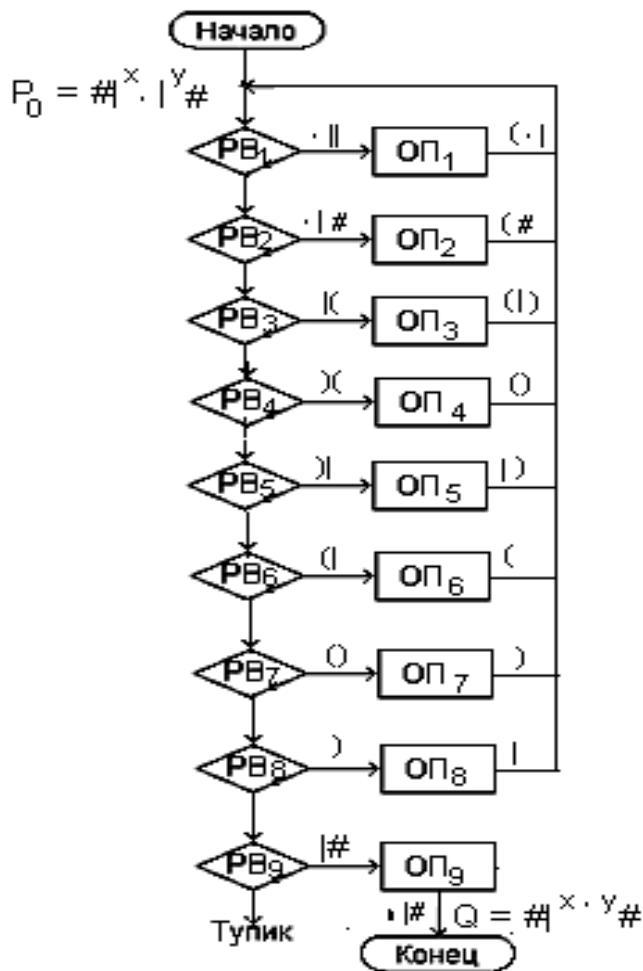 Начало
P₀ = #|ˣ · |ʸ#
РВ₁ · || ОП₁ ( · |
РВ₂ · | # ОП₂ ( #
РВ₃ |( ОП₃ (|)
РВ₄ )( ОП₄ ()
РВ₅ )| ОП₅ |)
РВ₆ (| ОП₆ (
РВ₇ () ОП₇ )
РВ₈ ) ОП₈ |
РВ₉ |# ОП₉
Тупик · |# Q = #|ˣ · ʸ#
Конец